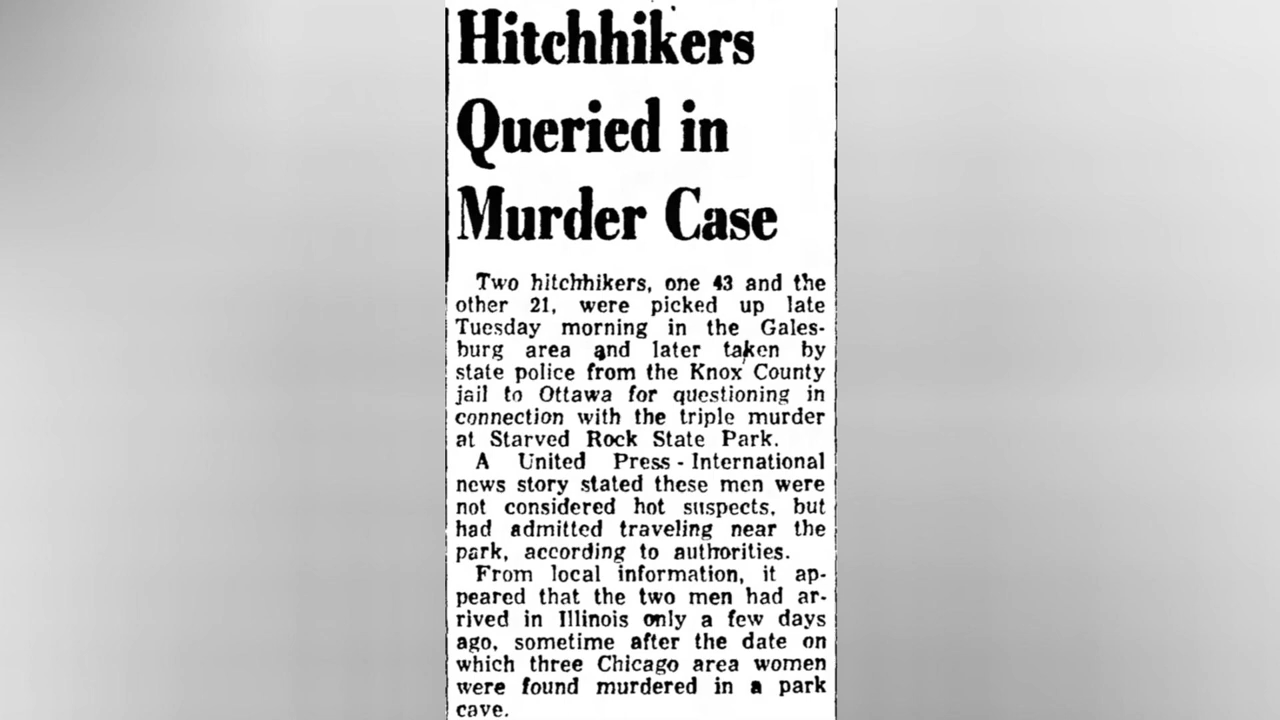 Hitchhikers
Queried in
Murder Case
Two hitchhikers, one 43 and the
other 21, were picked up late
Tuesday morning in the Gales-
burg area and later taken by
state police from the Knox County
jail to Ottawa for questioning in
connection with the triple murder
at Starved Rock State Park.
A United Press - International
news story stated these men were
not considered hot suspects, but
had admitted traveling near the
park, according to authorities.
From local information, it ap-
peared that the two men had ar-
rived in Illinois only a few days
ago, sometime after the date on
which three Chicago area women
were found murdered in a park
cave.